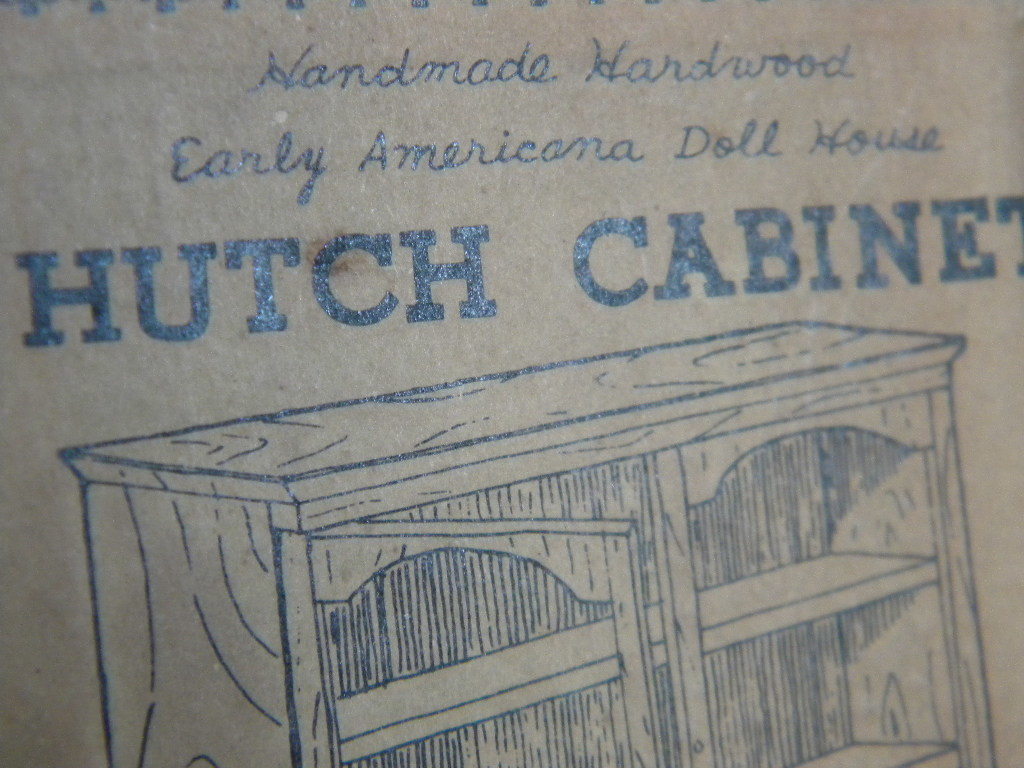 Handmade Hardwood
Early Americana Doll House
HUTCH CABINET